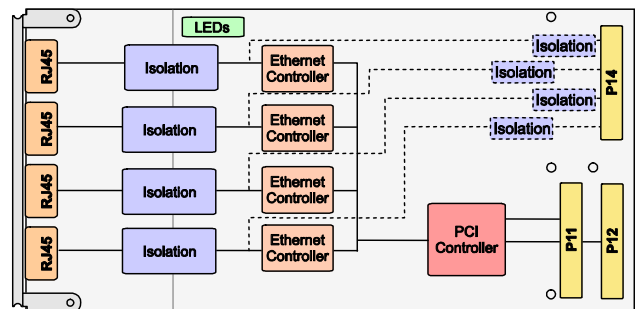 LEDs
RJ45
Isolation
Ethernet
Controller
Isolation
Isolation
Isolation
Isolation
P14
RJ45
Isolation
Ethernet
Controller
RJ45
Isolation
Ethernet
Controller
RJ45
Isolation
Ethernet
Controller
PCI
Controller
P11
P12